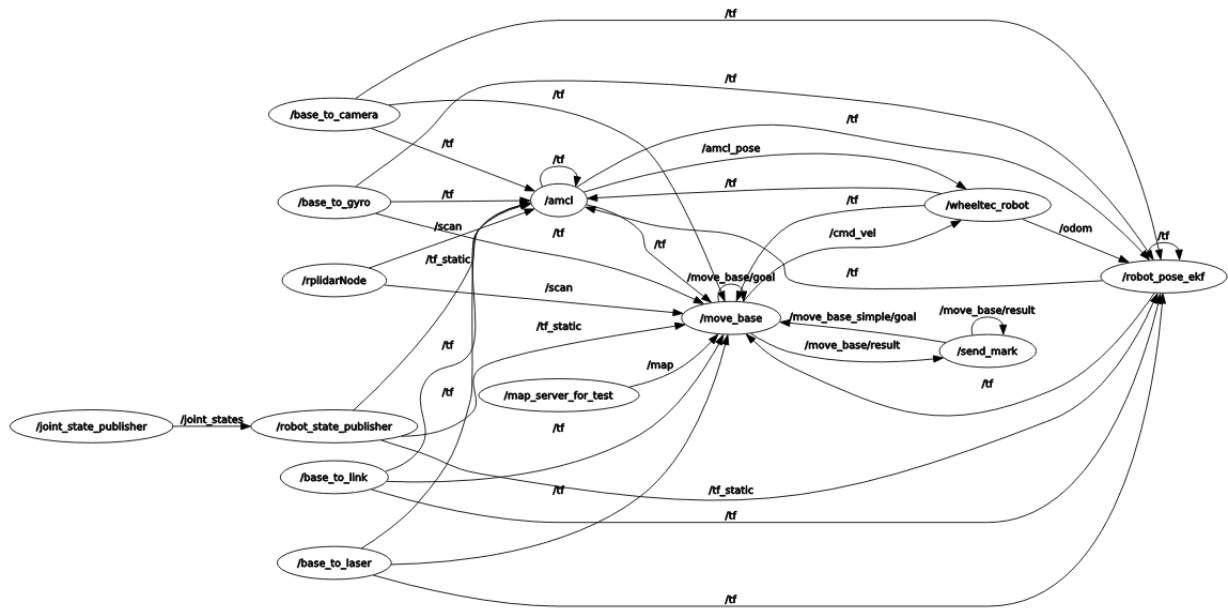 /tf
/tf
/tf
/base_to_camera
/tf
/tf
/amcl_pose
/tf
/tf
/base_to_gyro
/tf
/amcl
/tf
/wheeltec_robot
/scan
/tf
/cmd_vel
/odom
/tf
/tf
/tf_static
/tf
/robot_pose_ekf
/rplidarNode
/move_base/goal
/scan
/move_base
/move_base_simple/goal
/move_base/result
/tf_static
/tf
/move_base/result
/send_mark
/map
/tf
/tf
/map_server_for_test
/joint_state_publisher
/joint_states
/robot_state_publisher
/tf
/base_to_link
/tf
/tf_static
/tf
/base_to_laser
/tf